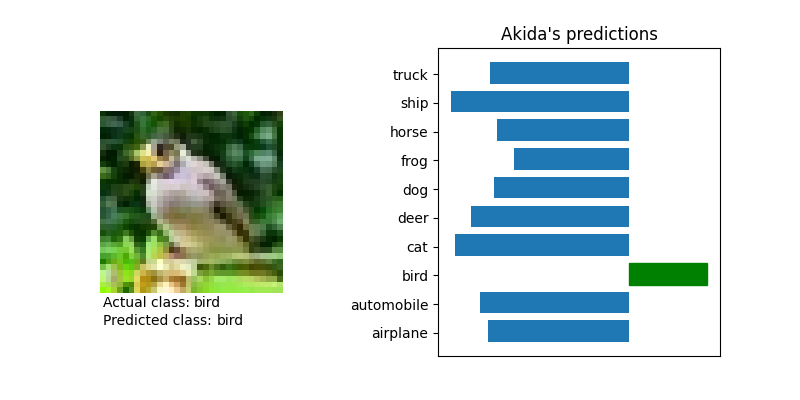 Akida's predictions
truck
ship
horse
frog
dog
deer
cat
bird
automobile
airplane
Actual class: bird
Predicted class: bird